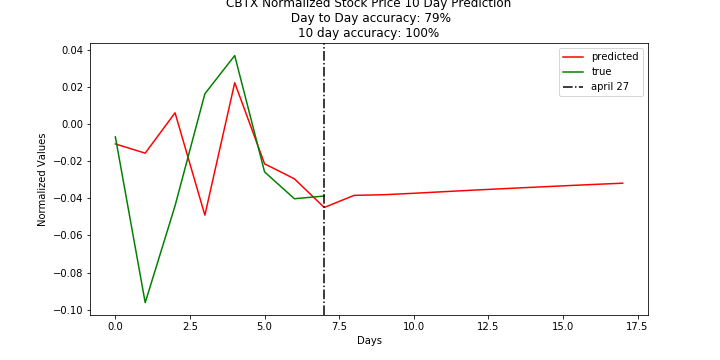 CBTX Normalized Stock Price 10 Day Prediction
Day to Day accuracy: 79%
10 day accuracy: 100%
predicted
true
april 27
Normalized Values
0.04
0.02
0.00
−0.02
−0.04
−0.06
−0.08
−0.10
0.0 2.5 5.0 7.5 10.0 12.5 15.0 17.5
Days